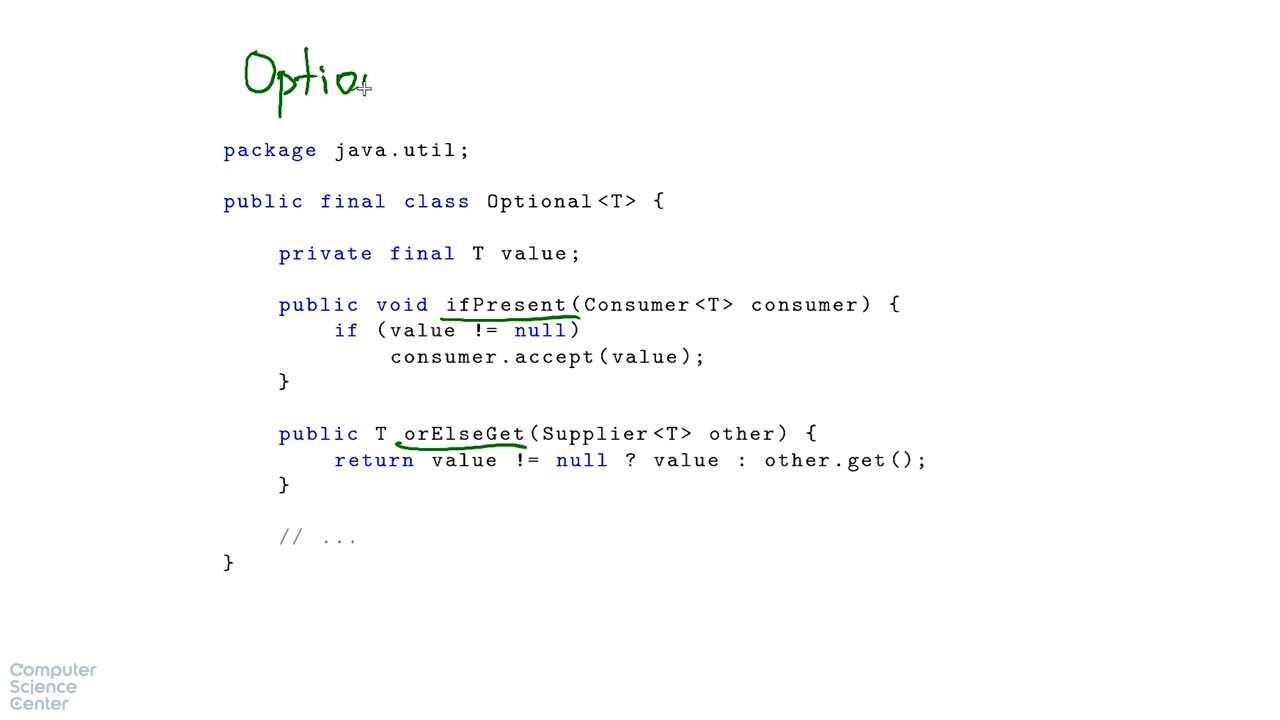 Optio
package java.util;
public final class Optional<T> {
private final T value;
public void ifPresent(Consumer<T> consumer) {
if (value != null)
consumer.accept(value);
}
public T orElseGet(Supplier<T> other) {
return value != null ? value : other.get();
}
// ...
}
Computer
Science
Center